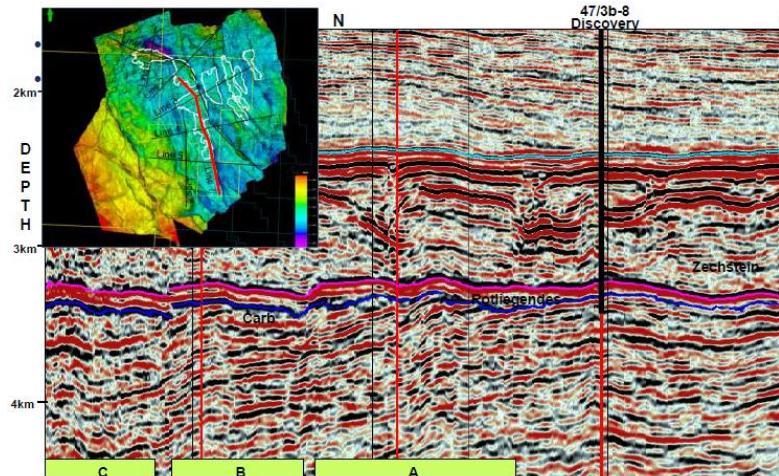 N
47/3b-8
Discovery
2km
D
E
P
T
H
3km
Zechstein
Rotliegendes
Carb
4km
C
B
A